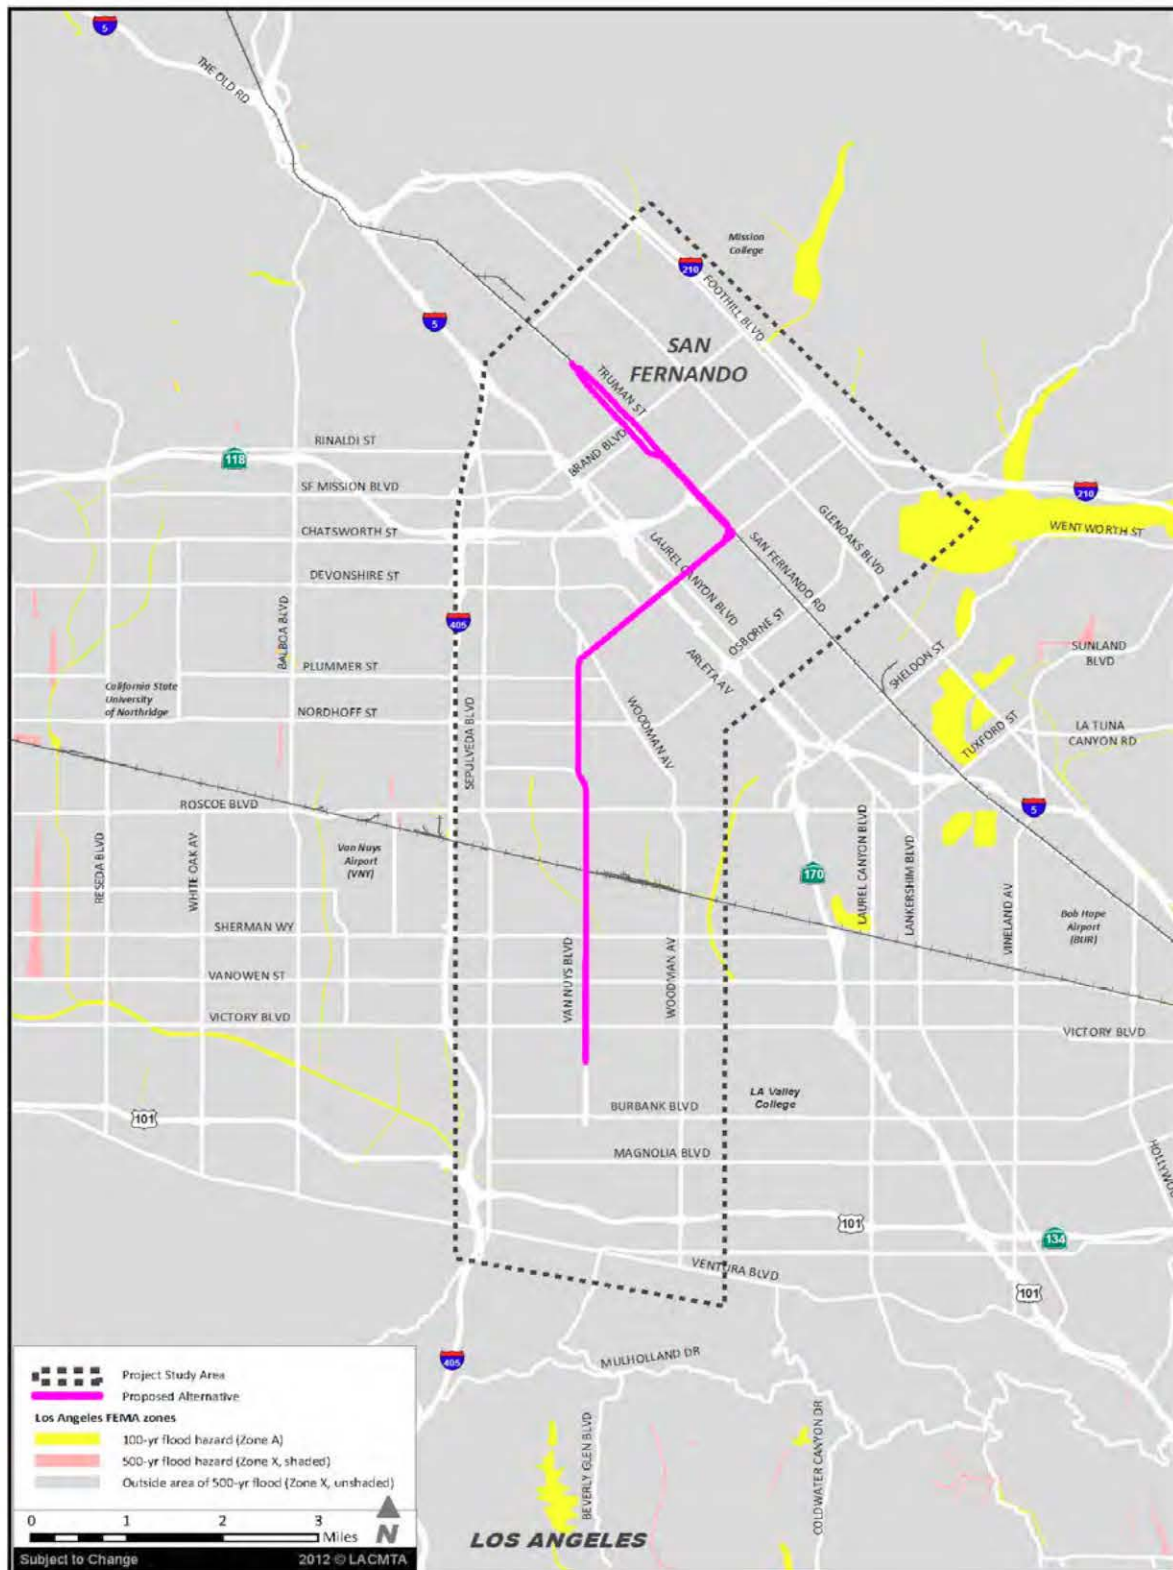 5
THE OLD RD
Mission
College
210
FOOTHILL BLVD
5
SAN
FERNANDO
TRUMAN ST
RINALDI ST
118
BRAND BLVD
SF MISSION BLVD
210
GLENOAKS BLVD
WENTWORTH ST
CHATSWORTH ST
LAUREL CANYON BLVD
SAN FERNANDO RD
DEVONSHIRE ST
405
BALBOA BLVD
OSBORNE ST
SHELDON ST
SUNLAND
BLVD
PLUMMER ST
ARLETA AV
California State
University
of Northridge
NORDHOFF ST
SEPULVEDA BLVD
WOODMAN AV
TUXFORD ST
LA TUNA
CANYON RD
ROSCOE BLVD
5
RESEDA BLVD
WHITE OAK AV
Van Nuys
Airport
(VNY)
170
LAUREL CANYON BLVD
LANKERSHIM BLVD
VINELAND AV
Bob Hope
Airport
(BUR)
SHERMAN WY
VAN NUYS BLVD
WOODMAN AV
VANOWEN ST
VICTORY BLVD
VICTORY BLVD
101
BURBANK BLVD
LA Valley
College
MAGNOLIA BLVD
HOLLYWO
101
134
VENTURA BLVD
101
405
MULHOLLAND DR
BEVERLY GLEN BLVD
COLDWATER CANYON DR
LOS ANGELES
Project Study Area
Proposed Alternative
Los Angeles FEMA zones
100-yr flood hazard (Zone A)
500-yr flood hazard (Zone X, shaded)
Outside area of 500-yr flood (Zone X, unshaded)
0 1 2 3
Miles
N
Subject to Change 2012 © LACMTA